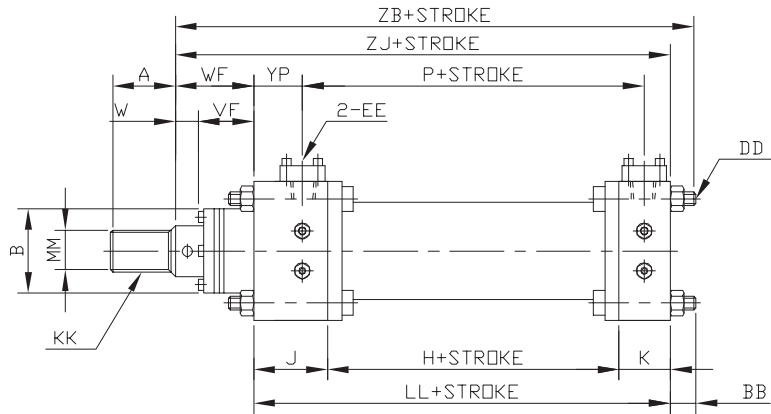 ZB+STROKE
ZJ+STROKE
A
WF
YP
P+STROKE
W
VF
2-EE
DD
B
MM
KK
J
H+STROKE
K
LL+STROKE
BB